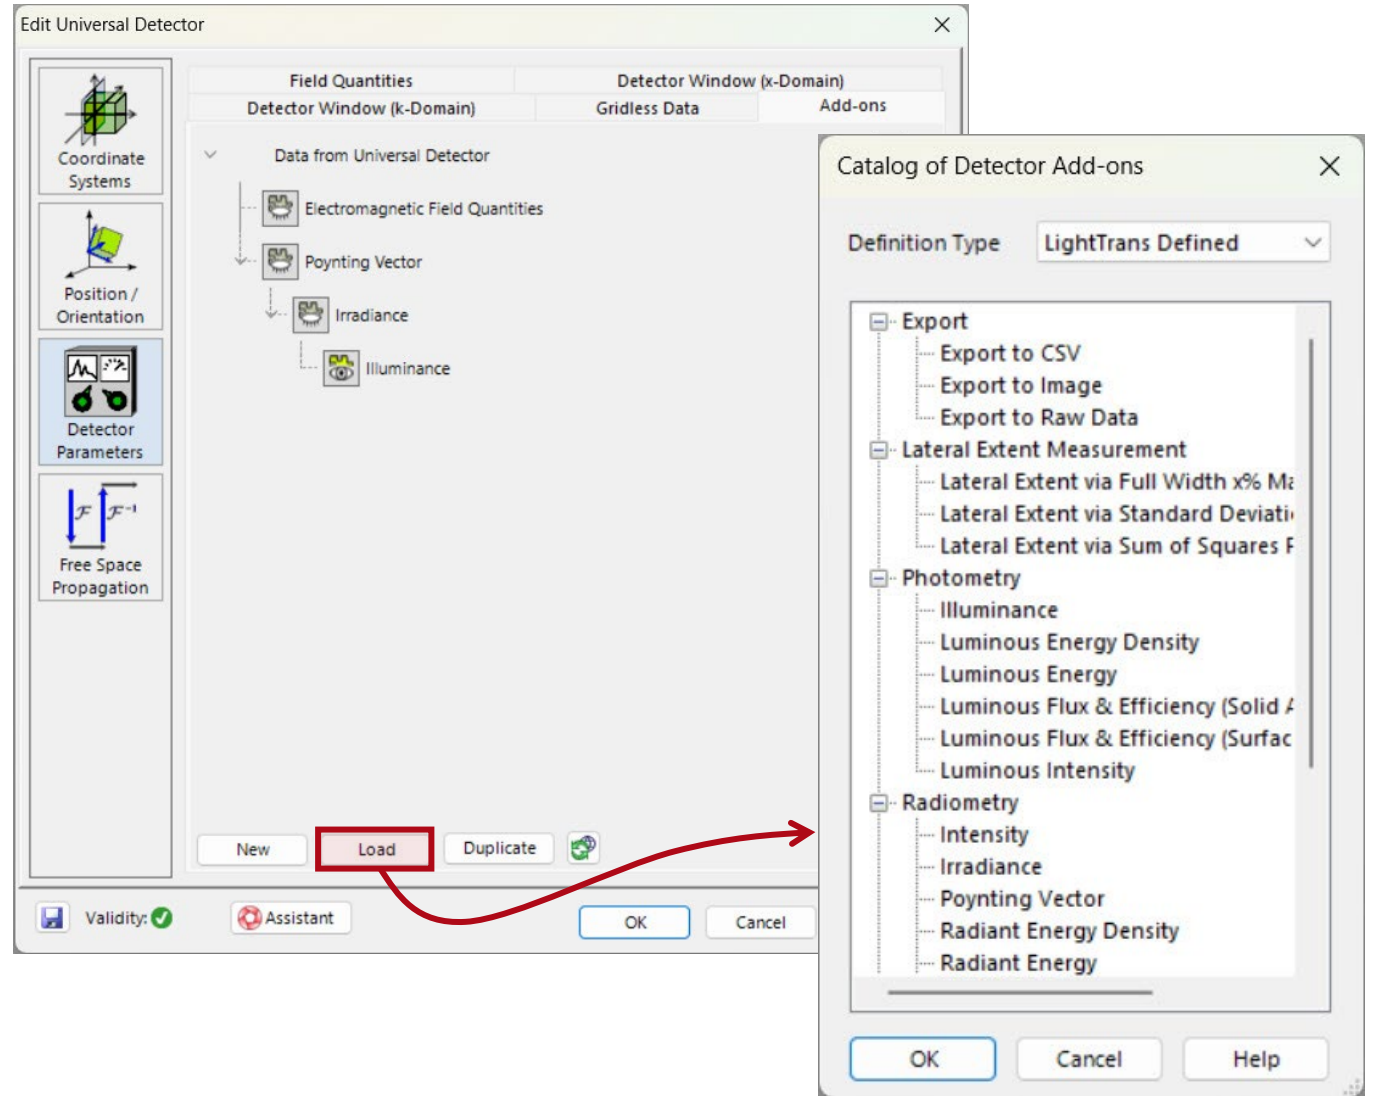 Edit Universal Detector
Field Quantities
Detector Window (x-Domain)
Detector Window (k-Domain)
Gridless Data
Add-ons
Coordinate
Systems
Position /
Orientation
Detector
Parameters
ℱ ℱ⁻¹
Free Space
Propagation
Data from Universal Detector
Electromagnetic Field Quantities
Poynting Vector
Irradiance
Illuminance
New
Load
Duplicate
Validity:
Assistant
OK
Cancel
Catalog of Detector Add-ons
Definition Type
LightTrans Defined
Export
Export to CSV
Export to Image
Export to Raw Data
Lateral Extent Measurement
Lateral Extent via Full Width x%
Lateral Extent via Standard
Lateral Extent via Sum of Squares
Photometry
Illuminance
Luminous Energy Density
Luminous Energy
Luminous Flux & Efficiency (Solid
Luminous Flux & Efficiency (Surfac
Luminous Intensity
Radiometry
Intensity
Irradiance
Poynting Vector
Radiant Energy Density
Radiant Energy
OK
Cancel
Help